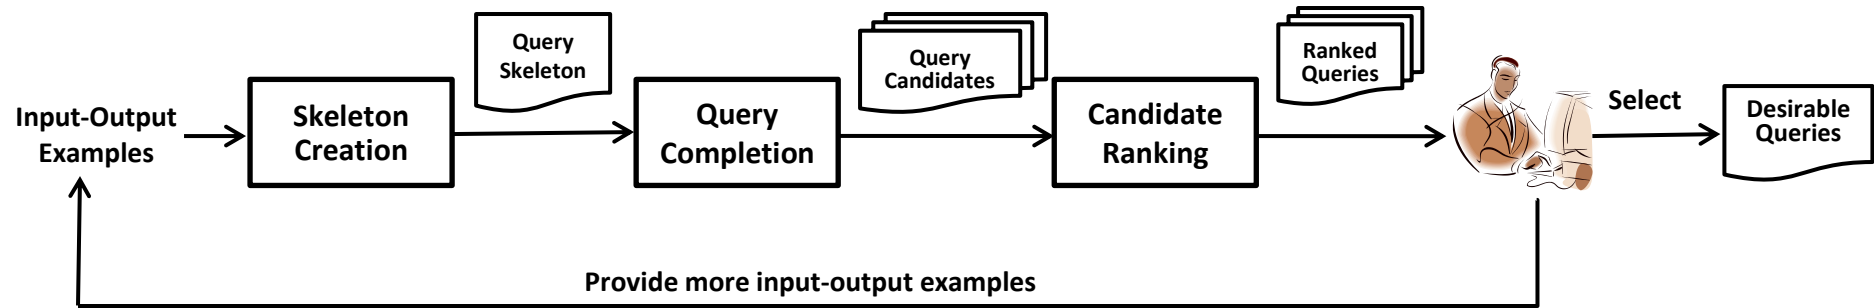 Input-Output
Examples
Skeleton
Creation
Query
Skeleton
Query
Completion
Query
Candidates
Candidate
Ranking
Ranked
Queries
Select
Desirable
Queries
Provide more input-output examples